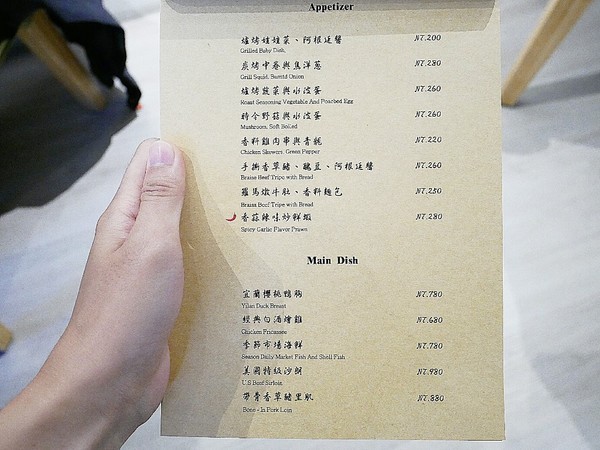 Appetizer
爐烤娃娃菜、阿根廷醬 NT.200
Grilled Baby Dish,
炭烤中卷與焦洋蔥 NT.280
Grill Squid, Burntd Onion
爐烤蔬菜與水波蛋 NT.260
Roast Seasoning Vegetable And Poached Egg
時令野菇與水波蛋 NT.260
Mushroom, Soft Boiled
香料雞肉串與青椒 NT.220
Chicken Skewers, Green Pepper
手撕香草豬、鷹豆、阿根廷醬 NT.260
Braise Beef Tripe with Bread
羅馬燉牛肚、香料麵包 NT.250
Braise Beef Tripe with Bread
香蒜辣味炒鮮蝦 NT.280
Spicy Garlic Flavor Prawn
Main Dish
宜蘭櫻桃鴨胸 NT.780
Yilan Duck Breast
經典白酒燴雞 NT.680
Chicken Fricassee
季節市場海鮮 NT.780
Season Daily Market Fish And Shell Fish
美國特級沙朗 NT.980
U.S Beef Sirloin
帶骨香草豬里肌 NT.880
Bone - In Pork Loin